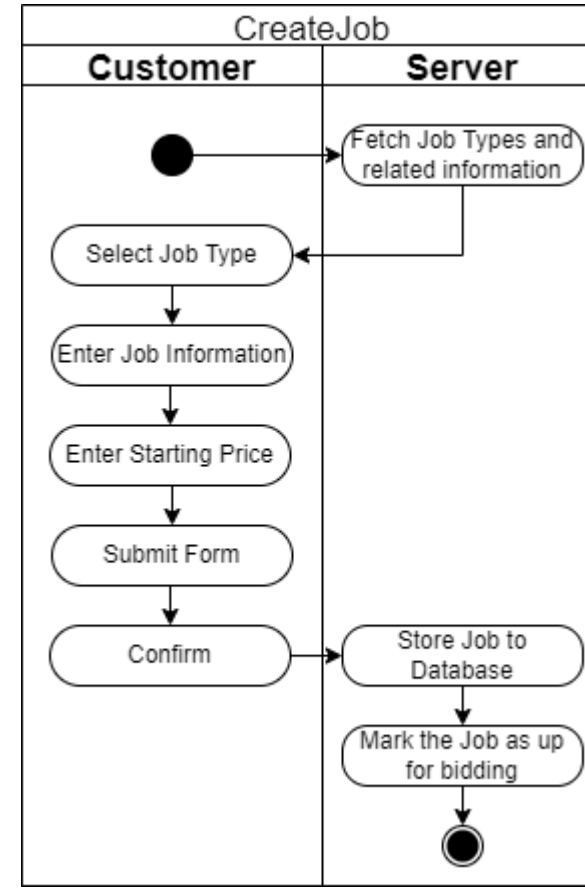 CreateJob
Customer
Server
Fetch Job Types and
related information
Select Job Type
Enter Job Information
Enter Starting Price
Submit Form
Confirm
Store Job to
Database
Mark the Job as up
for bidding